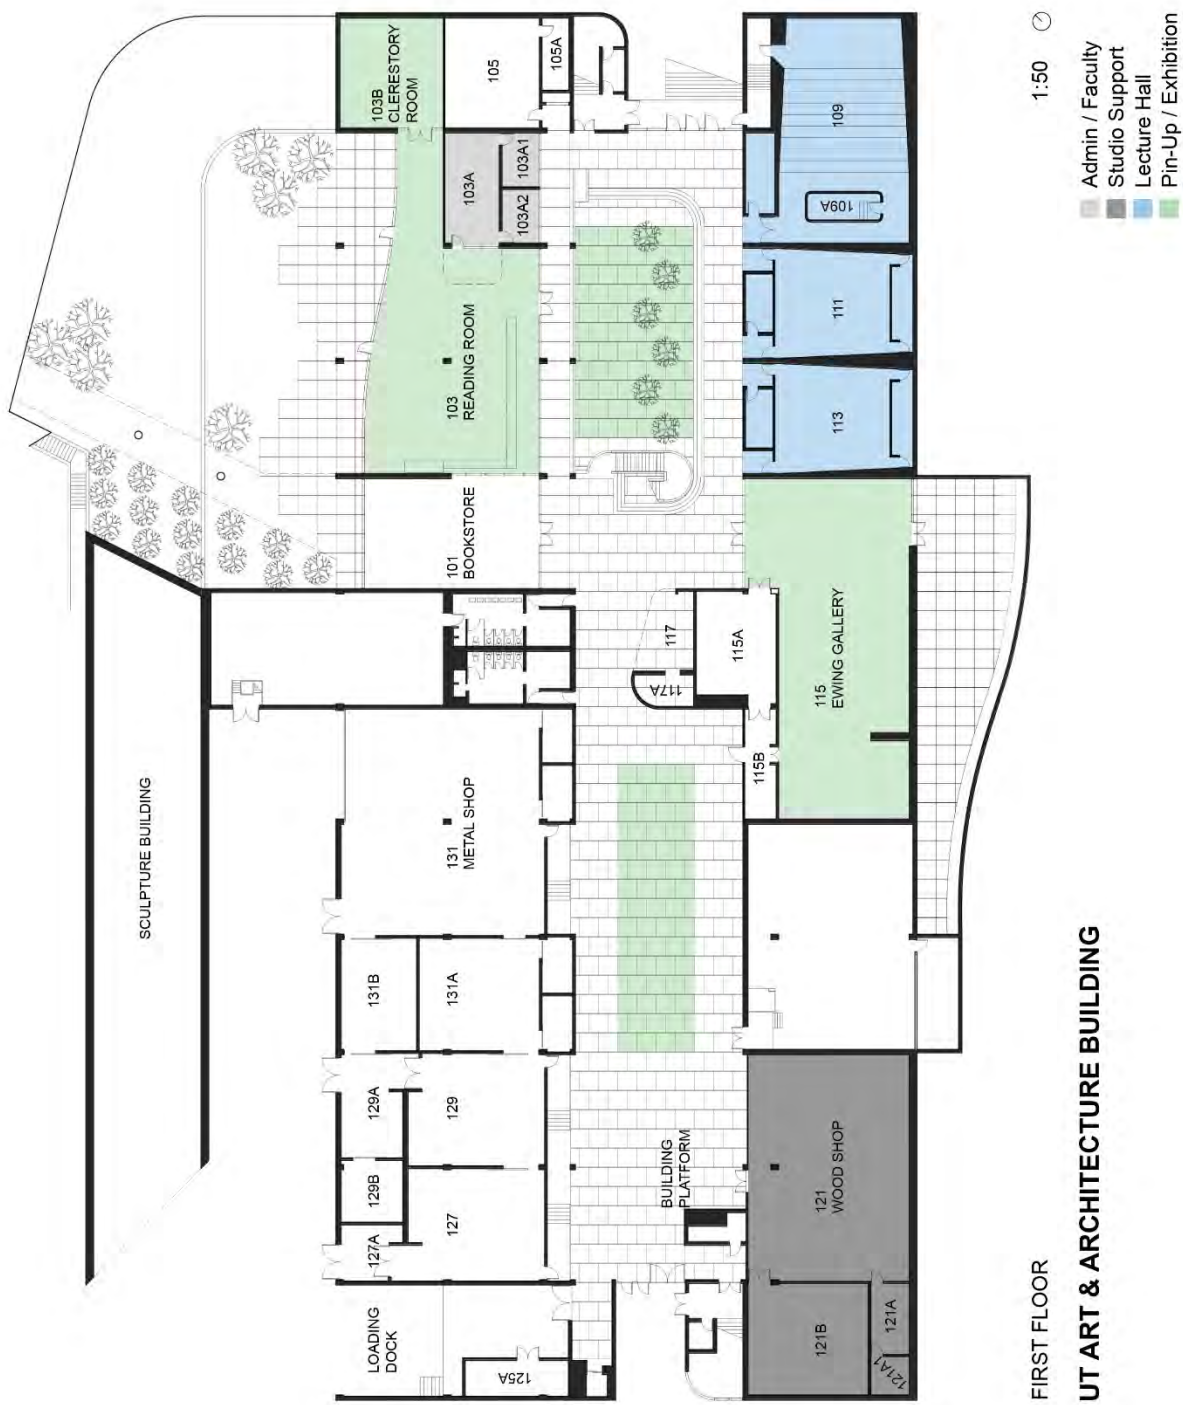 SCULPTURE BUILDING
LOADING
DOCK
127A
129B
129A
131B
103B
CLERESTORY
ROOM
127
129
131A
131
METAL SHOP
101
BOOKSTORE
103
READING ROOM
103A
105
125A
103A2
103A1
105A
BUILDING
PLATFORM
117A
117
115A
115B
121B
121
WOOD SHOP
115
EWING GALLERY
113
111
109A
109
121A1
121A
FIRST FLOOR
1:50
UT ART & ARCHITECTURE BUILDING
Admin / Faculty
Studio Support
Lecture Hall
Pin-Up / Exhibition